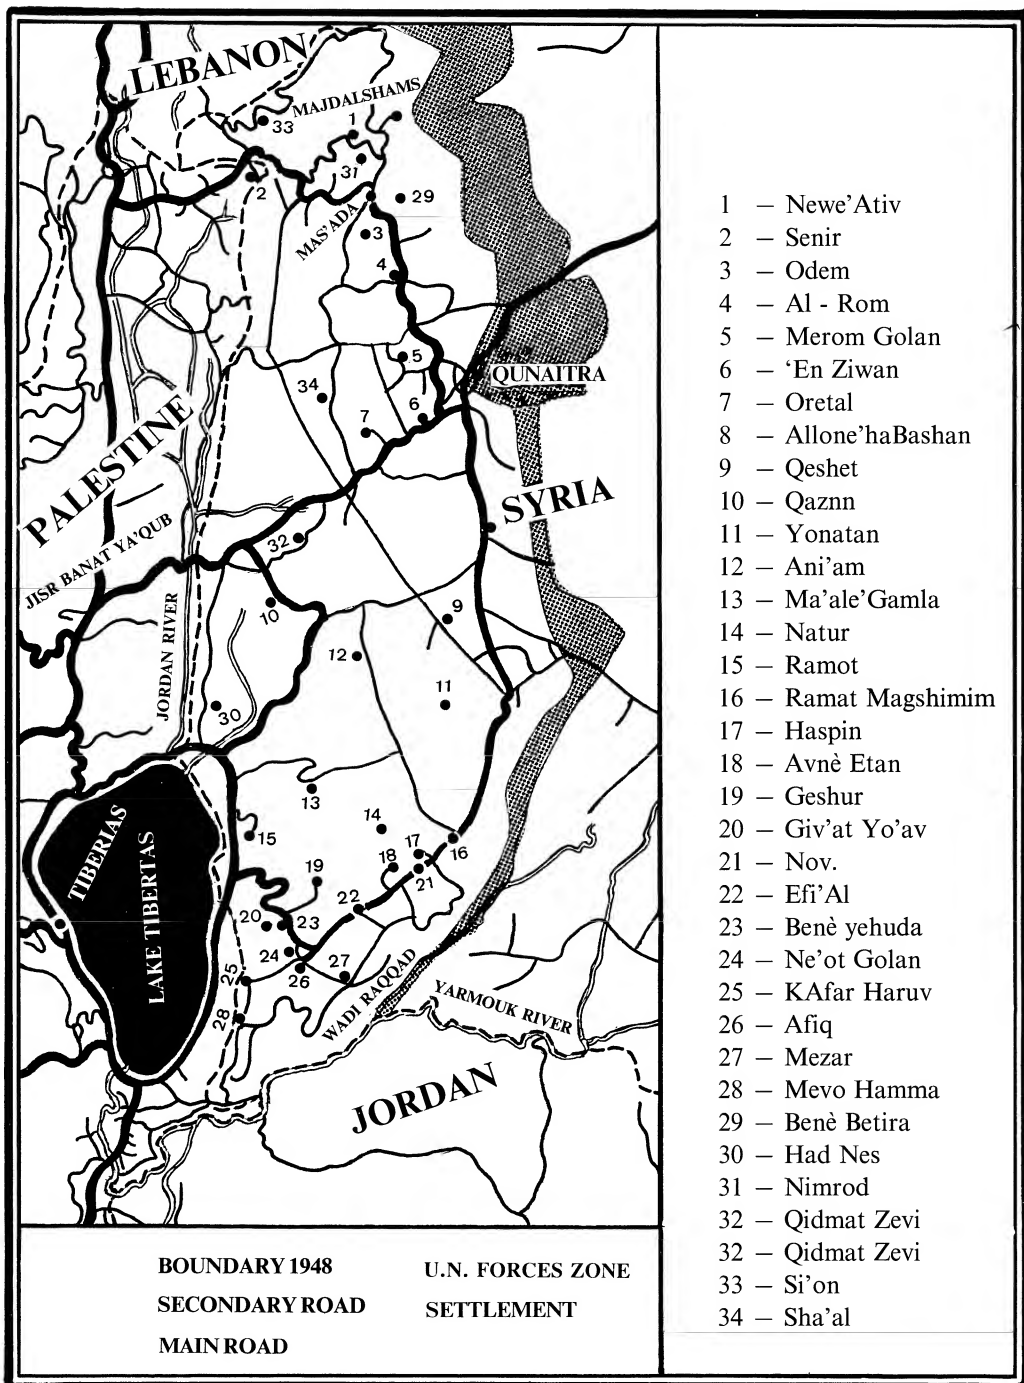 LEBANON
MAJDALSHAMS
33
1
31
2
29
MAS'ADA
3
4
5
QUNAITRA
34
6
7
PALESTINE
SYRIA
JISR BANAT YA'QUB
32
10
9
JORDAN RIVER
12
11
30
13
14
15
17
16
18
21
TIBERIAS
LAKE TIBERTAS
19
22
20
23
24
27
25
26
WADI RAQQAD
YARMOUK RIVER
28
JORDAN
BOUNDARY 1948
SECONDARY ROAD
MAIN ROAD
U.N. FORCES ZONE
SETTLEMENT
1 – Newe'Ativ
2 – Senir
3 – Odem
4 – Al - Rom
5 – Merom Golan
6 – ‘En Ziwan
7 – Oretal
8 – Allone'haBashan
9 – Qeshet
10 – Qaznn
11 – Yonatan
12 – Ani'am
13 – Ma'ale'Gamla
14 – Natur
15 – Ramot
16 – Ramat Magshimim
17 – Haspin
18 – Avnè Etan
19 – Geshur
20 – Giv'at Yo'av
21 – Nov.
22 – Efi'Al
23 – Benè yehuda
24 – Ne'ot Golan
25 – KAfar Haruv
26 – Afiq
27 – Mezar
28 – Mevo Hamma
29 – Benè Betira
30 – Had Nes
31 – Nimrod
32 – Qidmat Zevi
32 – Qidmat Zevi
33 – Si'on
34 – Sha'al